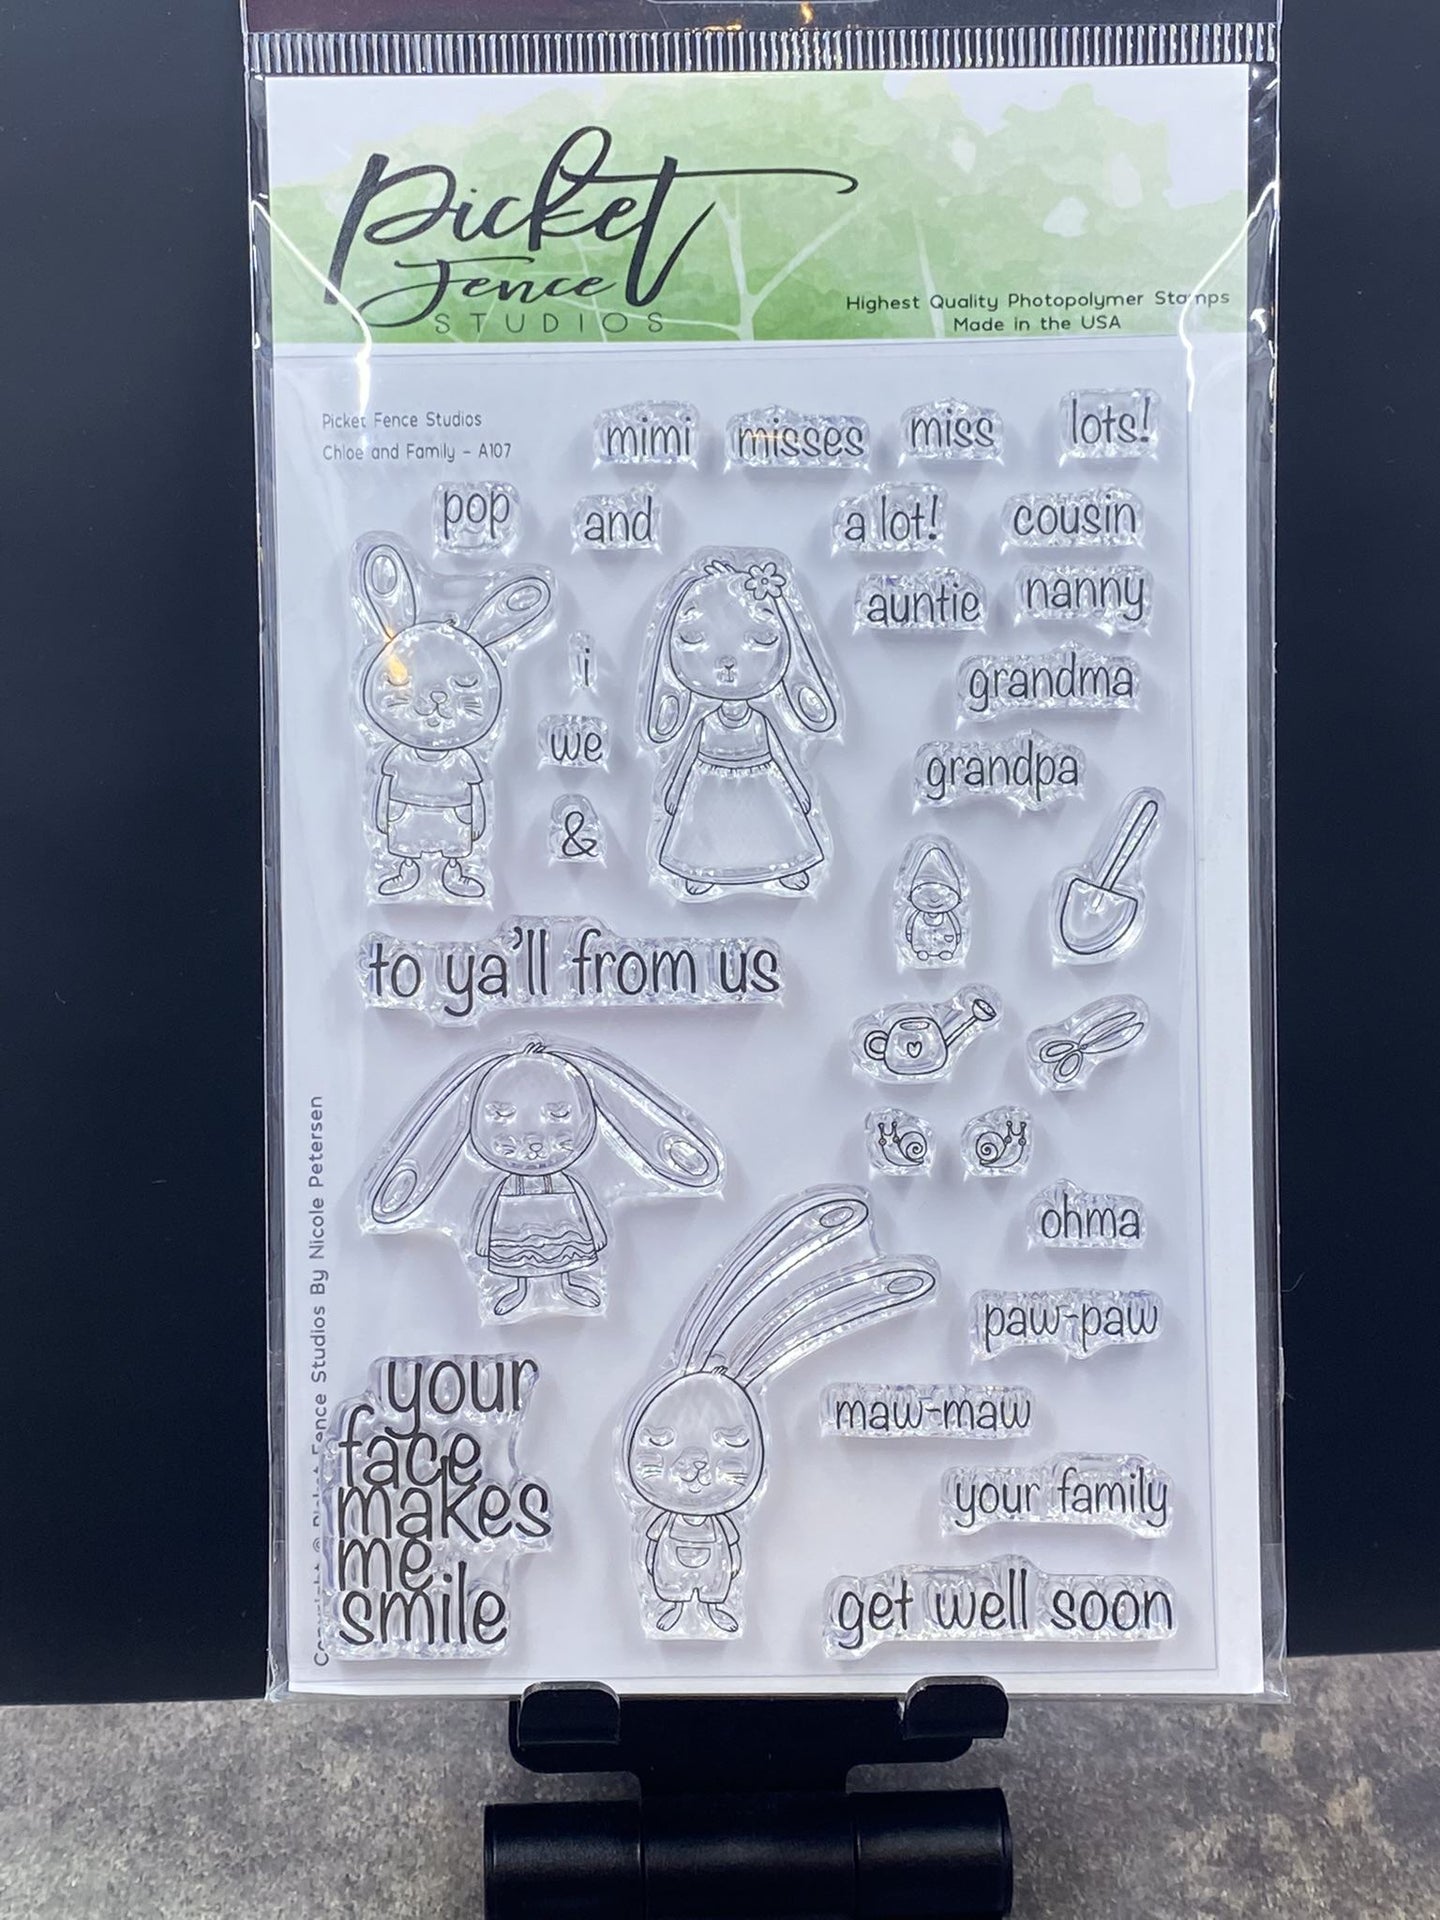 Picket
Fence
STUDIOS
Highest Quality Photopolymer Stamps
Made in the USA
Picket Fence Studios
Chloe and Family - A107
mimi
misses
miss
lots!
pop
and
a lot!
cousin
auntie
nanny
i
grandma
we
grandpa
&
to ya'll from us
ohma
paw-paw
your
face
makes
me
smile
maw-maw
your family
get well soon
Copyright © Picket Fence Studios By Nicole Petersen